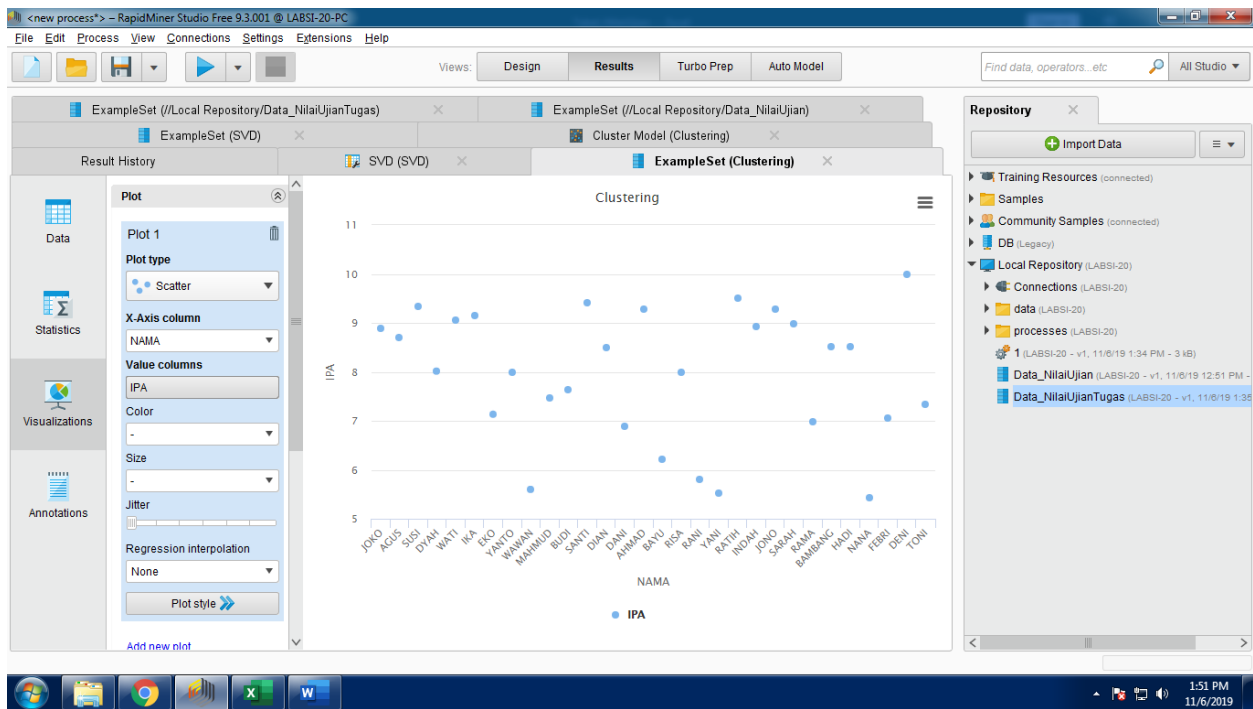 <new process*> – RapidMiner Studio Free 9.3.001 @ LABSI-20-PC
File Edit Process View Connections Settings Extensions Help
Views: Design Results Turbo Prep Auto Model
Find data, operators...etc All Studio
ExampleSet (//Local Repository/Data_NilaiUjianTugas)
ExampleSet (//Local Repository/Data_NilaiUjian)
ExampleSet (SVD)
Cluster Model (Clustering)
Result History
SVD (SVD)
ExampleSet (Clustering)
Data
Statistics
Visualizations
Annotations
Plot
Plot 1
Plot type
Scatter
X-Axis column
NAMA
Value columns
IPA
Color
-
Size
-
Jitter
Regression interpolation
None
Plot style
Add new plot
Clustering
IPA
11
10
9
8
7
6
5
JOKO AGUS SUSI DYAH WATI IKA EKO YANTO WAWAN MAHMUD BUDI SANTI DIAN DANI AHMAD BAYU RISA RANI YANI RATIH INDAH JONO SARAH RAMA BAMBANG HADI NANA FEBRI DENI TONI
NAMA
IPA
Repository
Import Data
Training Resources (connected)
Samples
Community Samples (connected)
DB (Legacy)
Local Repository (LABSI-20)
Connections (LABSI-20)
data (LABSI-20)
processes (LABSI-20)
1 (LABSI-20 - v1, 11/6/19 1:34 PM - 3 kB)
Data_NilaiUjian (LABSI-20 - v1, 11/6/19 12:51 PM -
Data_NilaiUjianTugas (LABSI-20 - v1, 11/6/19 1:35
1:51 PM
11/6/2019